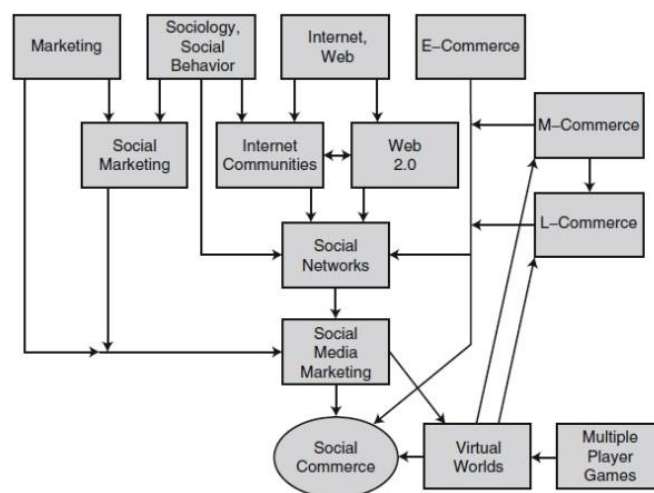 Marketing
Sociology,
Social
Behavior
Internet,
Web
E–Commerce
Social
Marketing
Internet
Communities
Web
2.0
M–Commerce
L–Commerce
Social
Networks
Social
Media
Marketing
Social
Commerce
Virtual
Worlds
Multiple
Player
Games